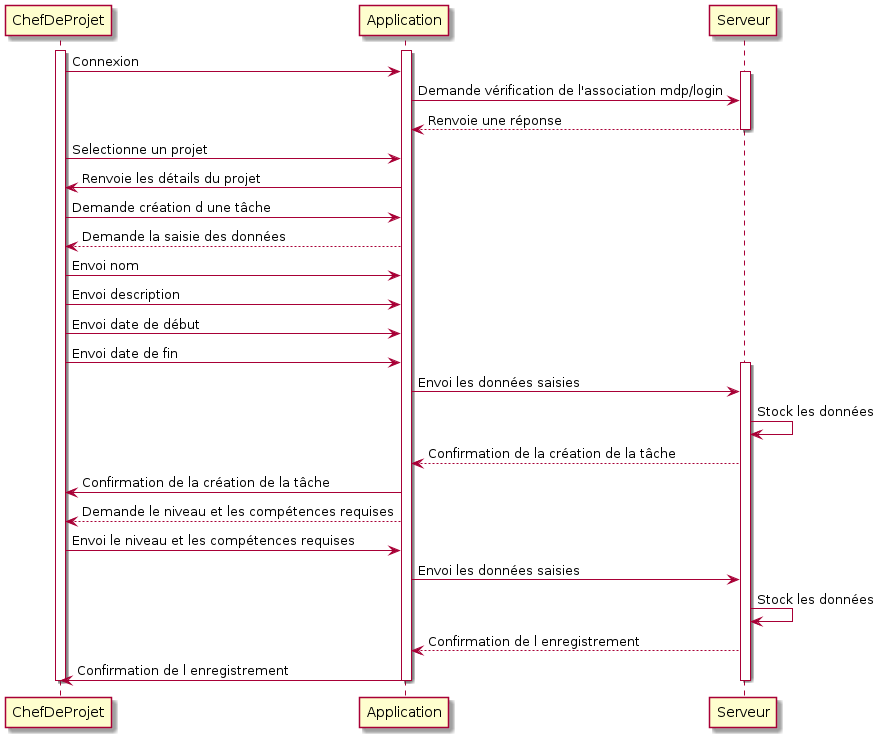 ChefDeProjet
Application
Serveur
Connexion
Demande vérification de l'association mdp/login
Renvoie une réponse
Selectionne un projet
Renvoie les détails du projet
Demande création d une tâche
Demande la saisie des données
Envoi nom
Envoi description
Envoi date de début
Envoi date de fin
Envoi les données saisies
Stock les données
Confirmation de la création de la tâche
Confirmation de la création de la tâche
Demande le niveau et les compétences requises
Envoi le niveau et les compétences requises
Envoi les données saisies
Stock les données
Confirmation de l enregistrement
Confirmation de l enregistrement
ChefDeProjet
Application
Serveur